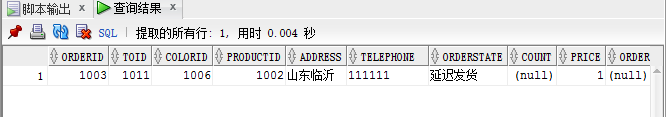 脚本输出 × 查询结果 ×
SQL | 提取的所有行: 1, 用时 0.004 秒
ORDERID TOID COLORID PRODUCTID ADDRESS TELEPHONE ORDERSTATE COUNT PRICE ORDER
1 1003 1011 1006 1002 山东临沂 111111 延迟发货 (null) 1 (null)